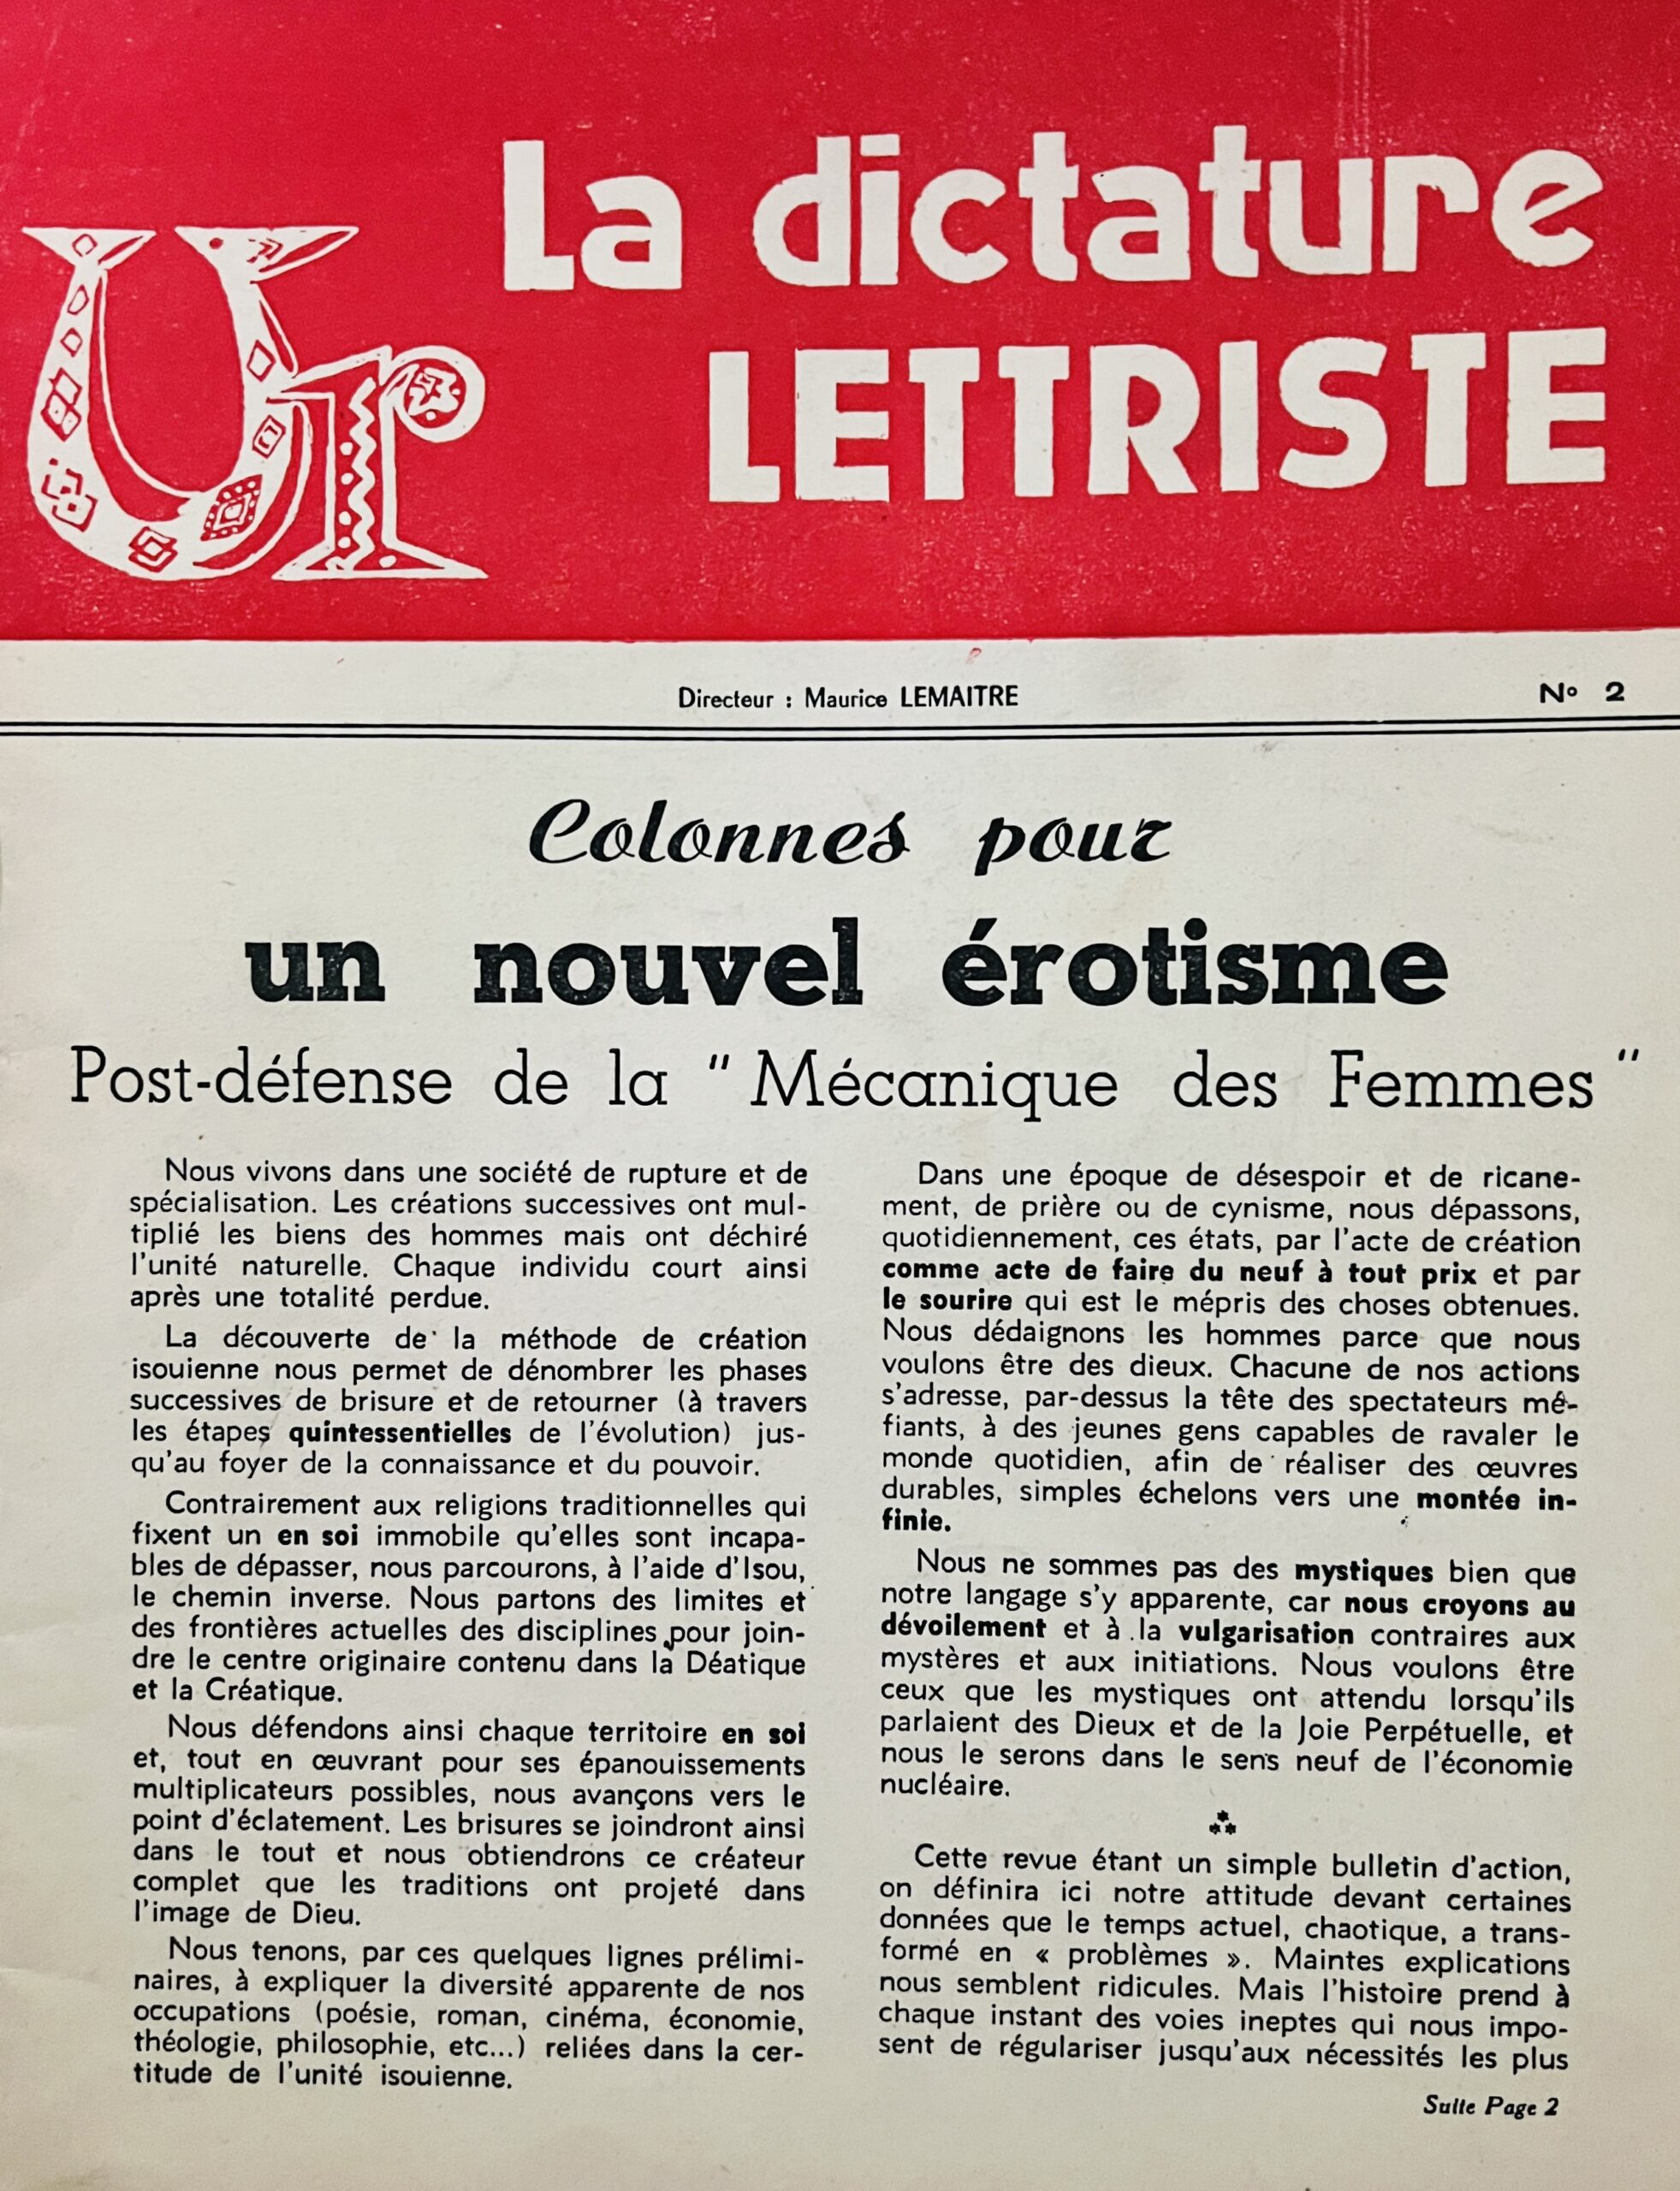 Ur
La dictature
LETTRISTE
Directeur : Maurice LEMAITRE
N° 2
Colonnes pour
un nouvel érotisme
Post-défense de la " Mécanique des Femmes "
Nous vivons dans une société de rupture et de
spécialisation. Les créations successives ont mul-
tiplié les biens des hommes mais ont déchiré
l'unité naturelle. Chaque individu court ainsi
après une totalité perdue.
La découverte de la méthode de création
isouienne nous permet de dénombrer les phases
successives de brisure et de retourner (à travers
les étapes quintessentielles de l'évolution) jus-
qu'au foyer de la connaissance et du pouvoir.
Contrairement aux religions traditionnelles qui
fixent un en soi immobile qu'elles sont incapa-
bles de dépasser, nous parcourons, à l'aide d'Isou,
le chemin inverse. Nous partons des limites et
des frontières actuelles des disciplines pour join-
dre le centre originaire contenu dans la Déatique
et la Créatique.
Nous défendons ainsi chaque territoire en soi
et, tout en œuvrant pour ses épanouissements
multiplicateurs possibles, nous avançons vers le
point d'éclatement. Les brisures se joindront ainsi
dans le tout et nous obtiendrons ce créateur
complet que les traditions ont projeté dans
l'image de Dieu.
Nous tenons, par ces quelques lignes prélimi-
naires, à expliquer la diversité apparente de nos
occupations (poésie, roman, cinéma, économie,
théologie, philosophie, etc...) reliées dans la cer-
titude de l'unité isouienne.
Dans une époque de désespoir et de ricane-
ment, de prière ou de cynisme, nous dépassons,
quotidiennement, ces états, par l'acte de création
comme acte de faire du neuf à tout prix et par
le sourire qui est le mépris des choses obtenues.
Nous dédaignons les hommes parce que nous
voulons être des dieux. Chacune de nos actions
s'adresse, par-dessus la tête des spectateurs mé-
fiants, à des jeunes gens capables de ravaler le
monde quotidien, afin de réaliser des œuvres
durables, simples échelons vers une montée in-
finie.
Nous ne sommes pas des mystiques bien que
notre langage s'y apparente, car nous croyons au
dévoilement et à la vulgarisation contraires aux
mystères et aux initiations. Nous voulons être
ceux que les mystiques ont attendu lorsqu'ils
parlaient des Dieux et de la Joie Perpétuelle, et
nous le serons dans le sens neuf de l'économie
nucléaire.
⁂
Cette revue étant un simple bulletin d'action,
on définira ici notre attitude devant certaines
données que le temps actuel, chaotique, a trans-
formé en « problèmes ». Maintes explications
nous semblent ridicules. Mais l'histoire prend à
chaque instant des voies ineptes qui nous impo-
sent de régulariser jusqu'aux nécessités les plus
Suite Page 2